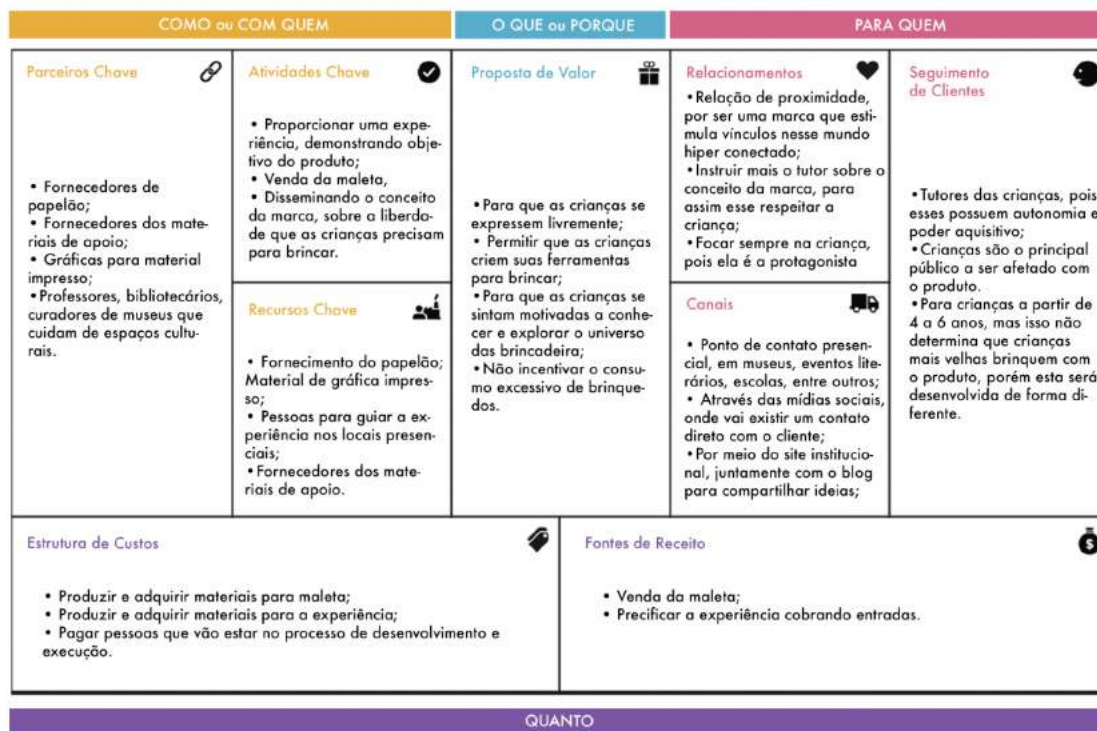 COMO ou COM QUEM
O QUE ou PORQUE
PARA QUEM
Parceiros Chave
• Fornecedores de
papelão;
• Fornecedores dos mate-
riais de apoio;
• Gráficas para material
impresso;
•Professores, bibliotecários,
curadores de museus que
cuidam de espaços cultu-
rais.
Atividades Chave
• Proporcionar uma expe-
riência, demonstrando obje-
tivo do produto;
• Venda da maleta,
• Disseminando o conceito
da marca, sobre a liberda-
de que as crianças precisam
para brincar.
Recursos Chave
• Fornecimento do papelão;
Material de gráfica impres-
so;
• Pessoas para guiar a ex-
periência nos locais presen-
ciais;
•Fornecedores dos mate-
riais de apoio.
Proposta de Valor
•Para que as crianças se
expressem livremente;
• Permitir que as crianças
criem suas ferramentas
para brincar;
•Para que as crianças se
sintam motivadas a conhe-
cer e explorar o universo
das brincadeira;
•Não incentivar o consu-
mo excessivo de brinque-
dos.
Relacionamentos
•Relação de proximidade,
por ser uma marca que esti-
mula vínculos nesse mundo
hiper conectado;
•Instruir mais o tutor sobre o
conceito da marca, para
assim esse respeitar a
criança;
•Focar sempre na criança,
pois ela é a protagonista
Canais
• Ponto de contato presen-
cial, em museus, eventos lite-
rários, escolas, entre outros;
• Através das mídias sociais,
onde vai existir um contato
direto com o cliente;
•Por meio do site institucio-
nal, juntamente com o blog
para compartilhar ideias;
Seguimento
de Clientes
•Tutores das crianças, pois
esses possuem autonomia e
poder aquisitivo;
•Crianças são o principal
público a ser afetado com
o produto.
•Para crianças a partir de
4 a 6 anos, mas isso não
determina que crianças
mais velhas brinquem com
o produto, porém esta será
desenvolvida de forma di-
ferente.
Estrutura de Custos
• Produzir e adquirir materiais para maleta;
• Produzir e adquirir materiais para a experiência;
• Pagar pessoas que vão estar no processo de desenvolvimento e
execução.
Fontes de Receito
• Venda da maleta;
• Precificar a experiência cobrando entradas.
QUANTO